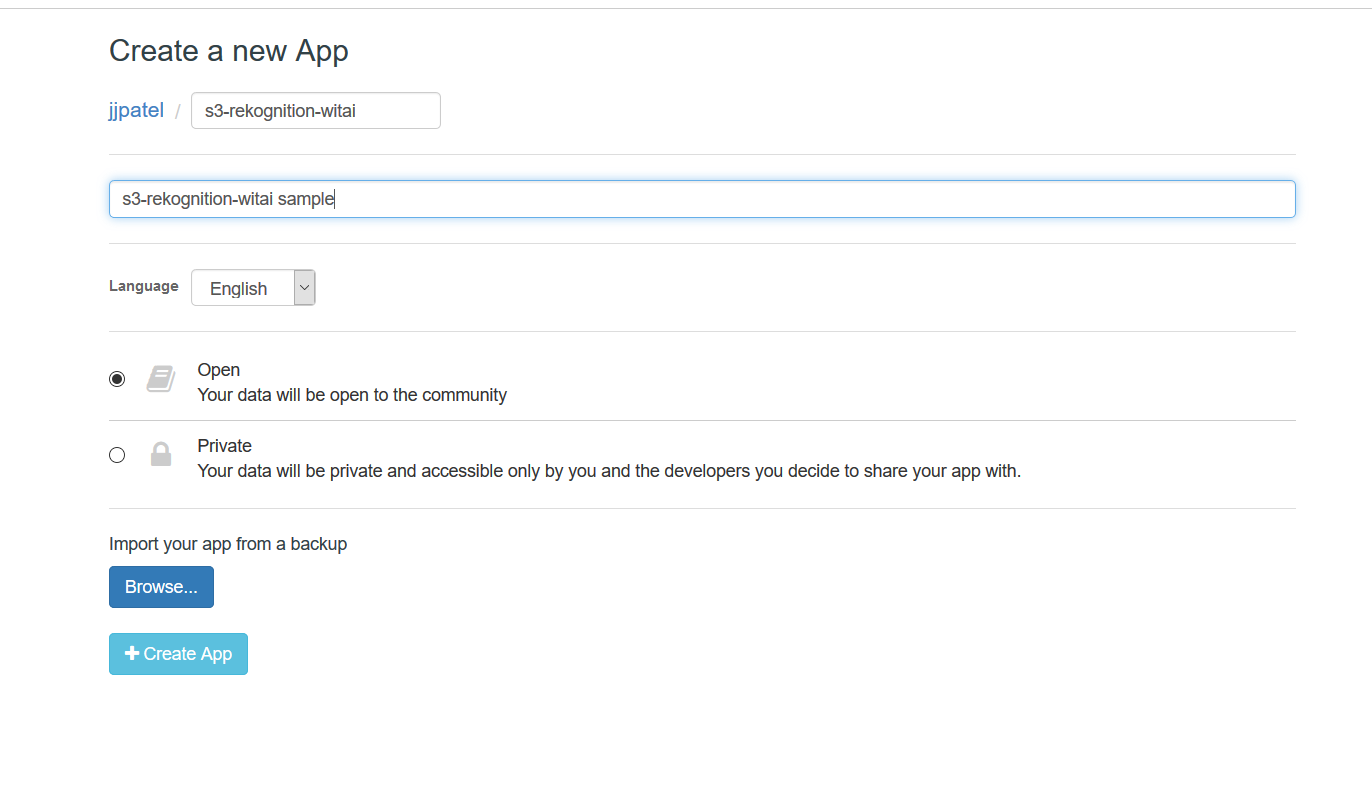 Create a new App
jjpatel / s3-rekognition-witai
s3-rekognition-witai sample
Language English
Open
Your data will be open to the community
Private
Your data will be private and accessible only by you and the developers you decide to share your app with.
Import your app from a backup
Browse...
Create App